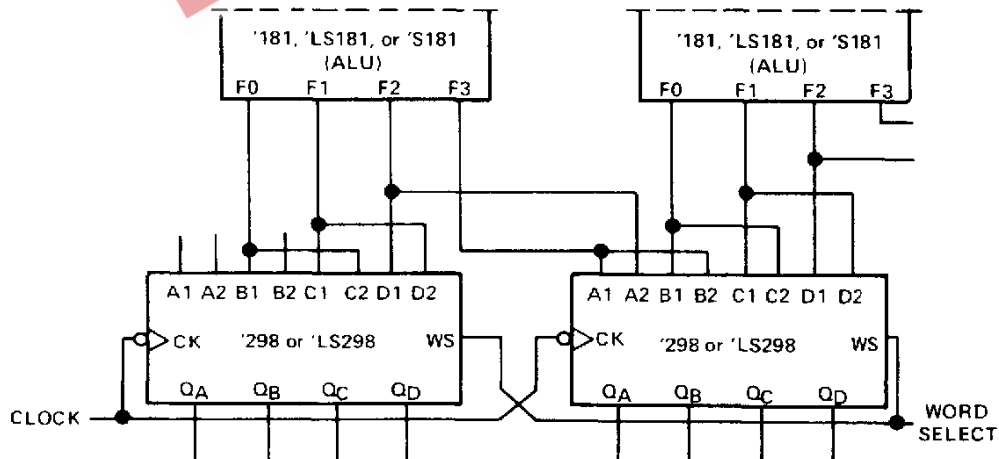 '181, 'LS181, or 'S181
(ALU)
F0 F1 F2 F3
'181, 'LS181, or 'S181
(ALU)
F0 F1 F2 F3
A1 A2 B1 B2 C1 C2 D1 D2
CK '298 or 'LS298 WS
QA QB QC QD
A1 A2 B1 B2 C1 C2 D1 D2
CK '298 or 'LS298 WS
QA QB QC QD
CLOCK
WORD
SELECT